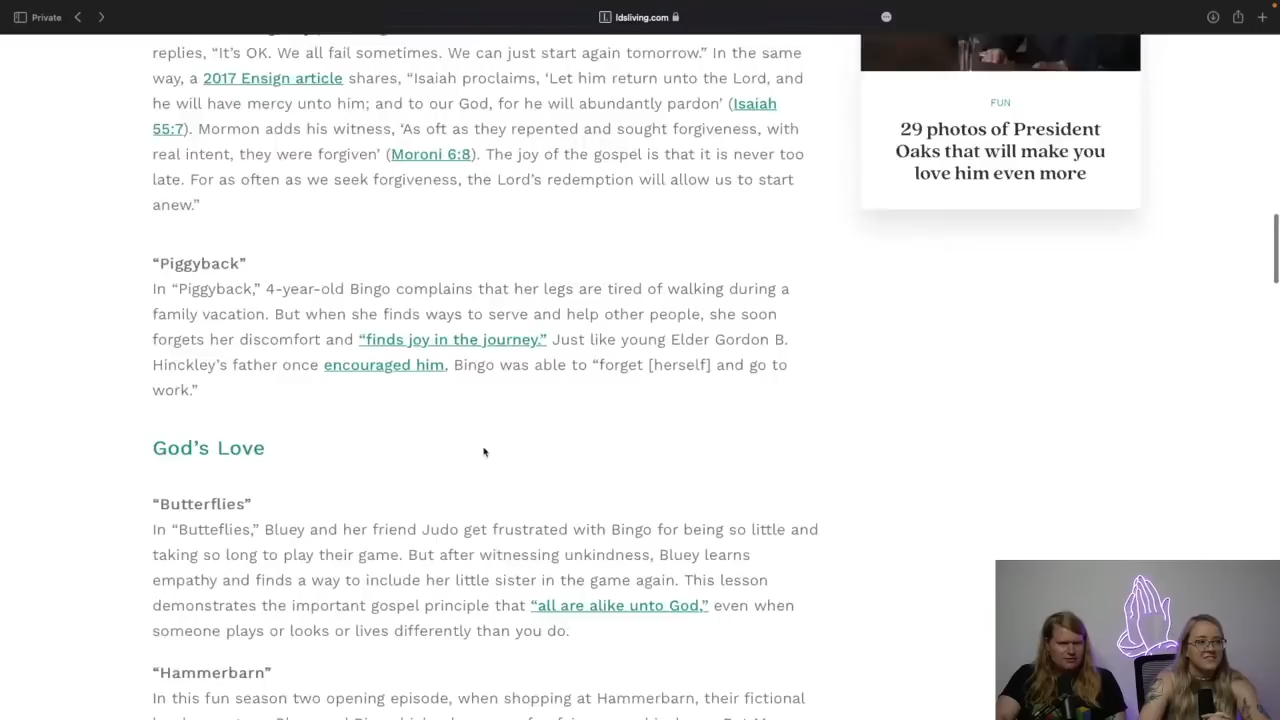 Private
ldsliving.com
replies, “It’s OK. We all fail sometimes. We can just start again tomorrow.” In the same
way, a 2017 Ensign article shares, “Isaiah proclaims, ‘Let him return unto the Lord, and
he will have mercy unto him; and to our God, for he will abundantly pardon’ (Isaiah
55:7). Mormon adds his witness, ‘As oft as they repented and sought forgiveness, with
real intent, they were forgiven’ (Moroni 6:8). The joy of the gospel is that it is never too
late. For as often as we seek forgiveness, the Lord’s redemption will allow us to start
anew.”
“Piggyback”
In “Piggyback,” 4-year-old Bingo complains that her legs are tired of walking during a
family vacation. But when she finds ways to serve and help other people, she soon
forgets her discomfort and “finds joy in the journey.” Just like young Elder Gordon B.
Hinckley’s father once encouraged him, Bingo was able to “forget [herself] and go to
work.”
God’s Love
“Butterflies”
In “Butteflies,” Bluey and her friend Judo get frustrated with Bingo for being so little and
taking so long to play their game. But after witnessing unkindness, Bluey learns
empathy and finds a way to include her little sister in the game again. This lesson
demonstrates the important gospel principle that “all are alike unto God,” even when
someone plays or looks or lives differently than you do.
“Hammerbarn”
In this fun season two opening episode, when shopping at Hammerbarn, their fictional
FUN
29 photos of President
Oaks that will make you
love him even more